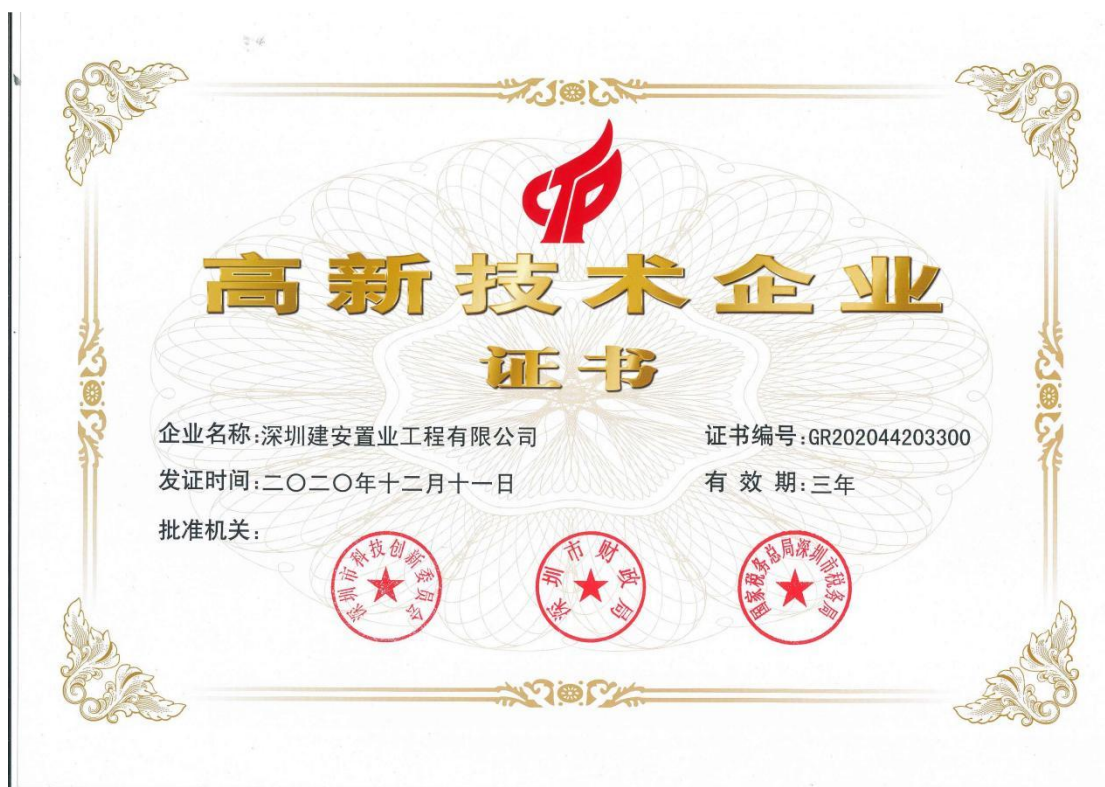 CTP
高新技术企业
证书
企业名称:深圳建安置业工程有限公司 证书编号:GR202044203300
发证时间:二〇二〇年十二月十一日 有效期:三年
批准机关:
深圳市科技创新委员会
深圳市财政局
国家税务总局深圳市税务局